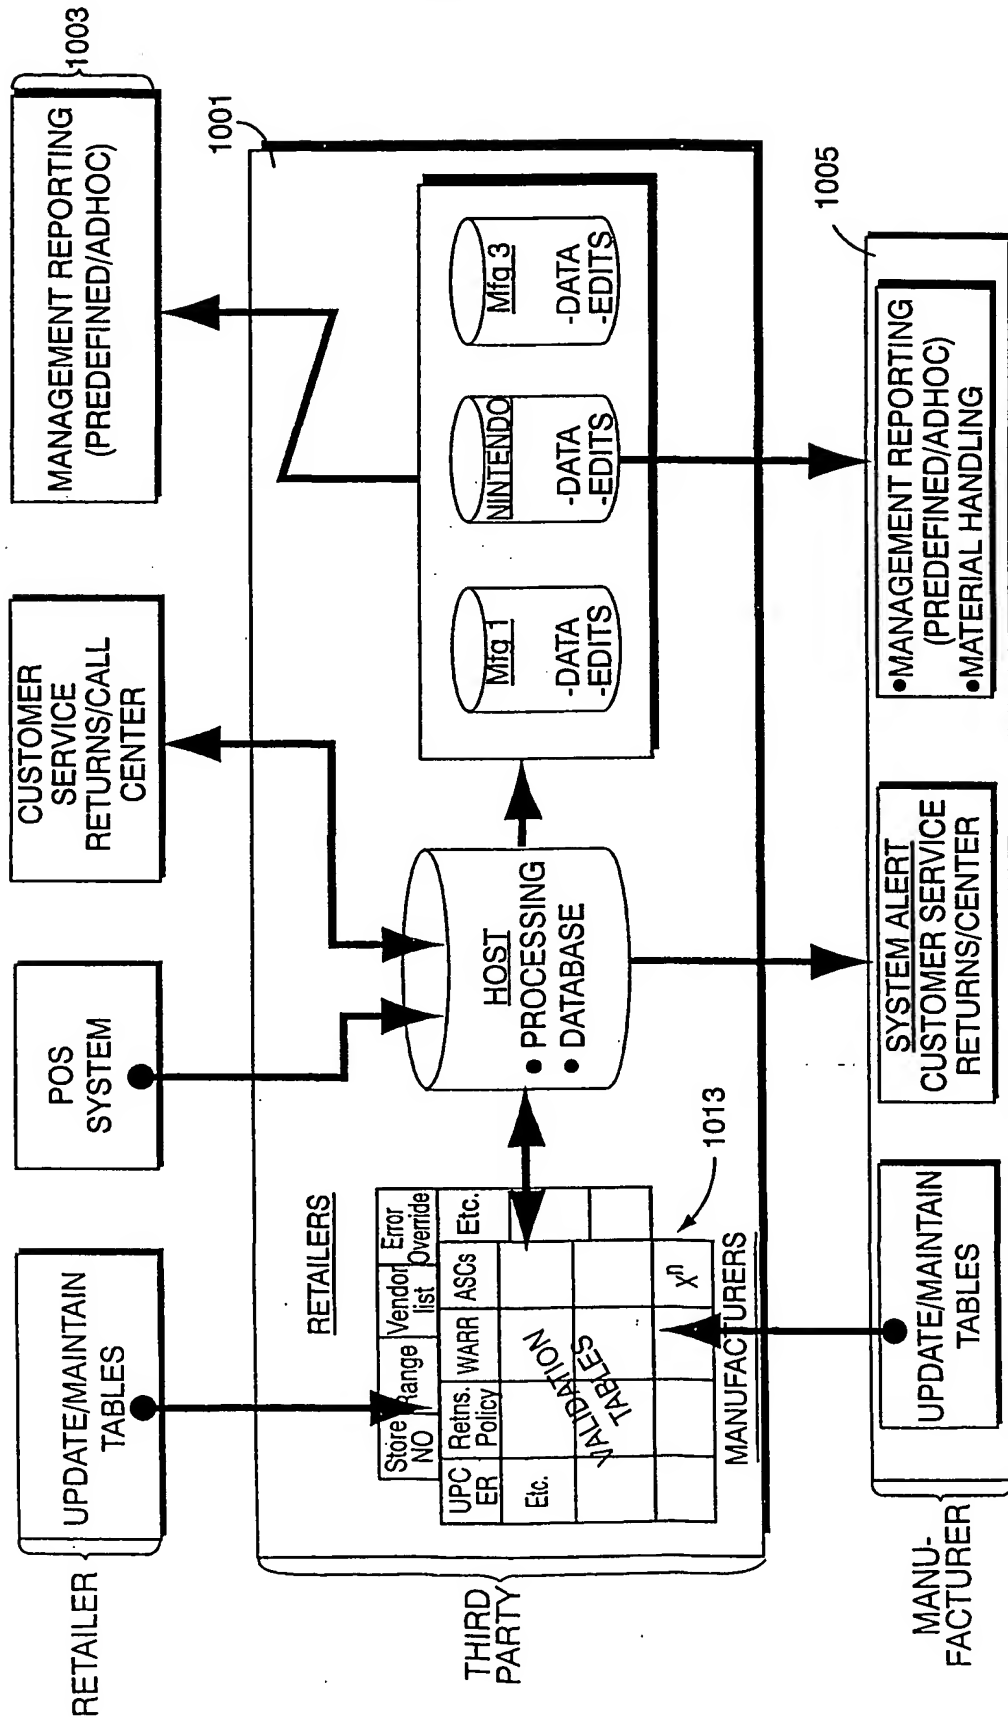 RETAILER
UPDATE/MAINTAIN
TABLES
POS
SYSTEM
CUSTOMER
SERVICE
RETURNS/CALL
CENTER
MANAGEMENT REPORTING
(PREDEFINED/ADHOC)
1003
THIRD
PARTY
1001
RETAILERS
Store
NO
Range
Vendor
list
Error
Override
UPC
ER
Retns.
Policy
WARR
ASCs
Etc.
Etc.
VALIDATION
TABLES
Xⁿ
MANUFACTURERS
1013
HOST
• PROCESSING
• DATABASE
Mfg 1
-DATA
-EDITS
NINTENDO
-DATA
-EDITS
Mfg 3
-DATA
-EDITS
MANU-
FACTURER
1005
UPDATE/MAINTAIN
TABLES
SYSTEM ALERT
CUSTOMER SERVICE
RETURNS/CENTER
•MANAGEMENT REPORTING
(PREDEFINED/ADHOC)
•MATERIAL HANDLING